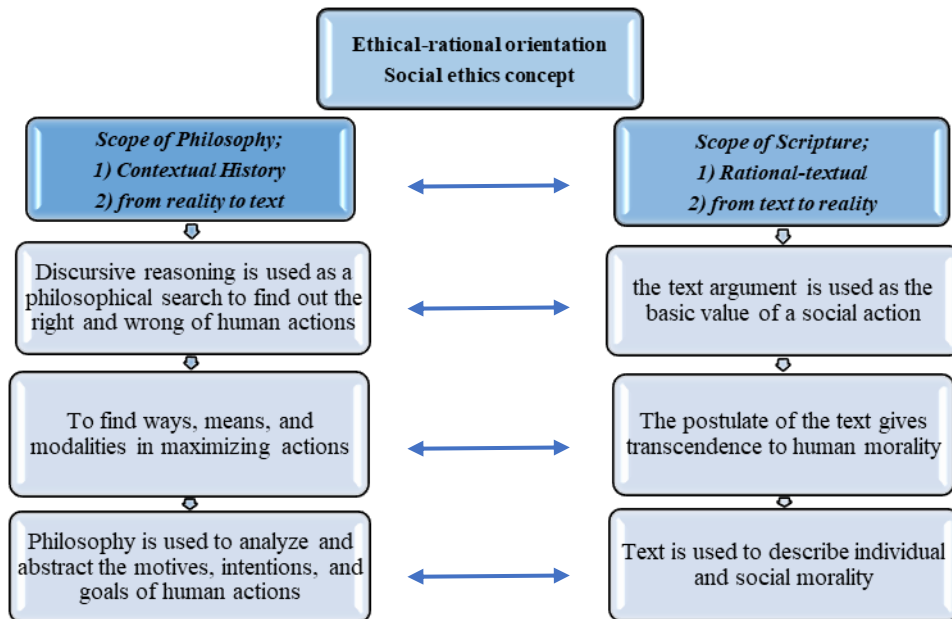 Ethical-rational orientation
Social ethics concept
Scope of Philosophy;
1) Contextual History
2) from reality to text
Scope of Scripture;
1) Rational-textual
2) from text to reality
Discursive reasoning is used as a
philosophical search to find out the
right and wrong of human actions
the text argument is used as the
basic value of a social action
To find ways, means, and
modalities in maximizing actions
The postulate of the text gives
transcendence to human morality
Philosophy is used to analyze and
abstract the motives, intentions, and
goals of human actions
Text is used to describe individual
and social morality